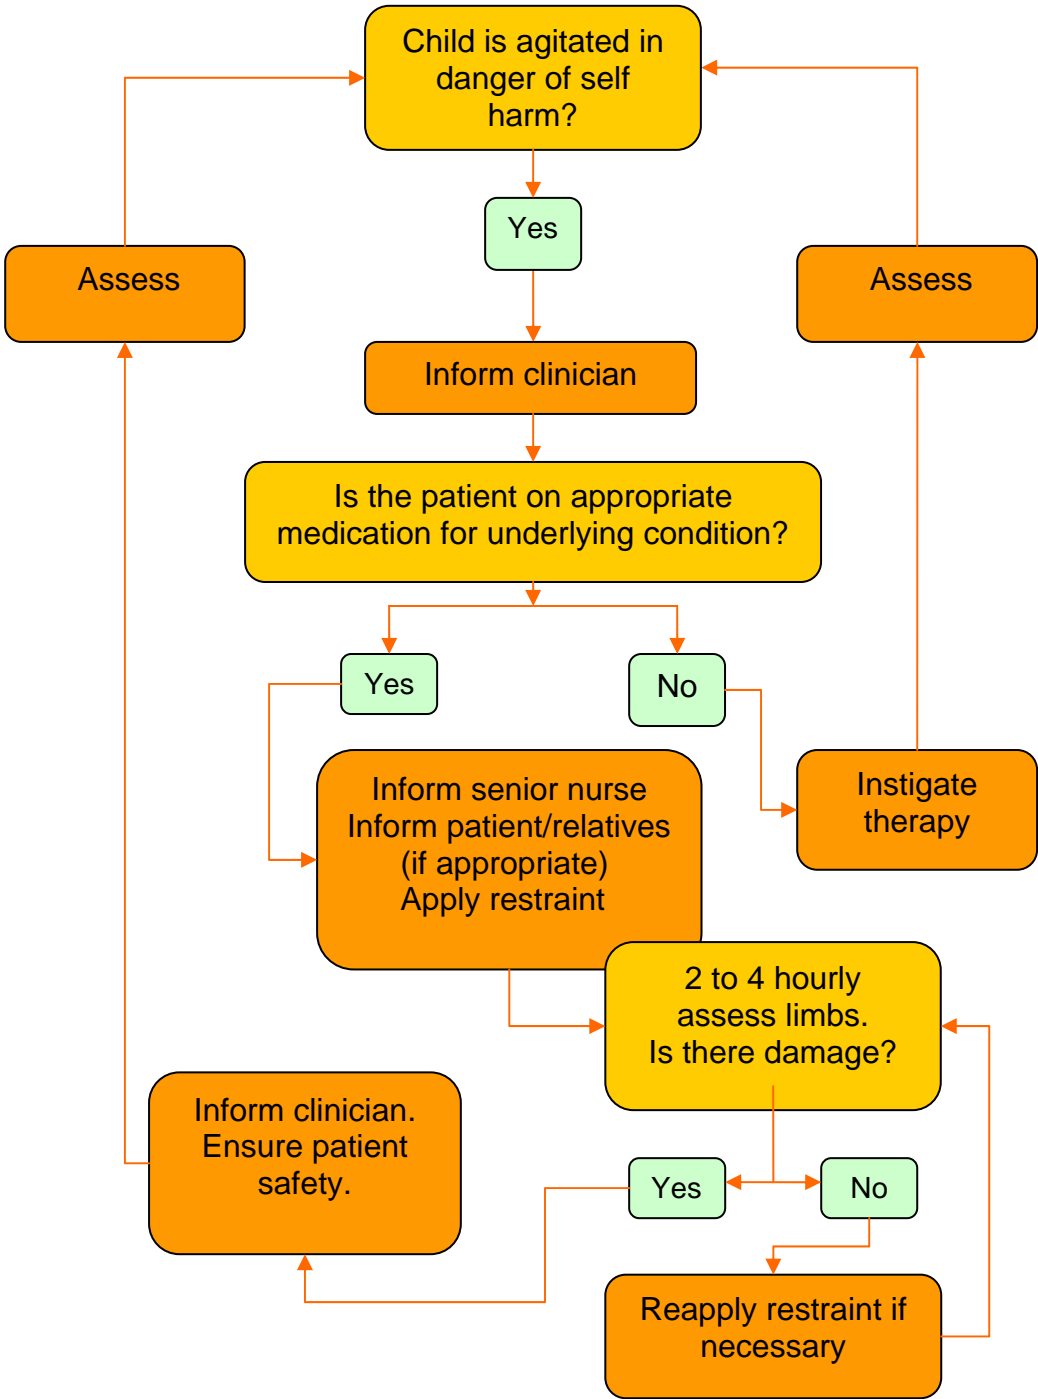 Child is agitated in
danger of self
harm?
Yes
Assess
Assess
Inform clinician
Is the patient on appropriate
medication for underlying condition?
Yes
No
Inform senior nurse
Inform patient/relatives
(if appropriate)
Apply restraint
Instigate
therapy
2 to 4 hourly
assess limbs.
Is there damage?
Inform clinician.
Ensure patient
safety.
Yes
No
Reapply restraint if
necessary